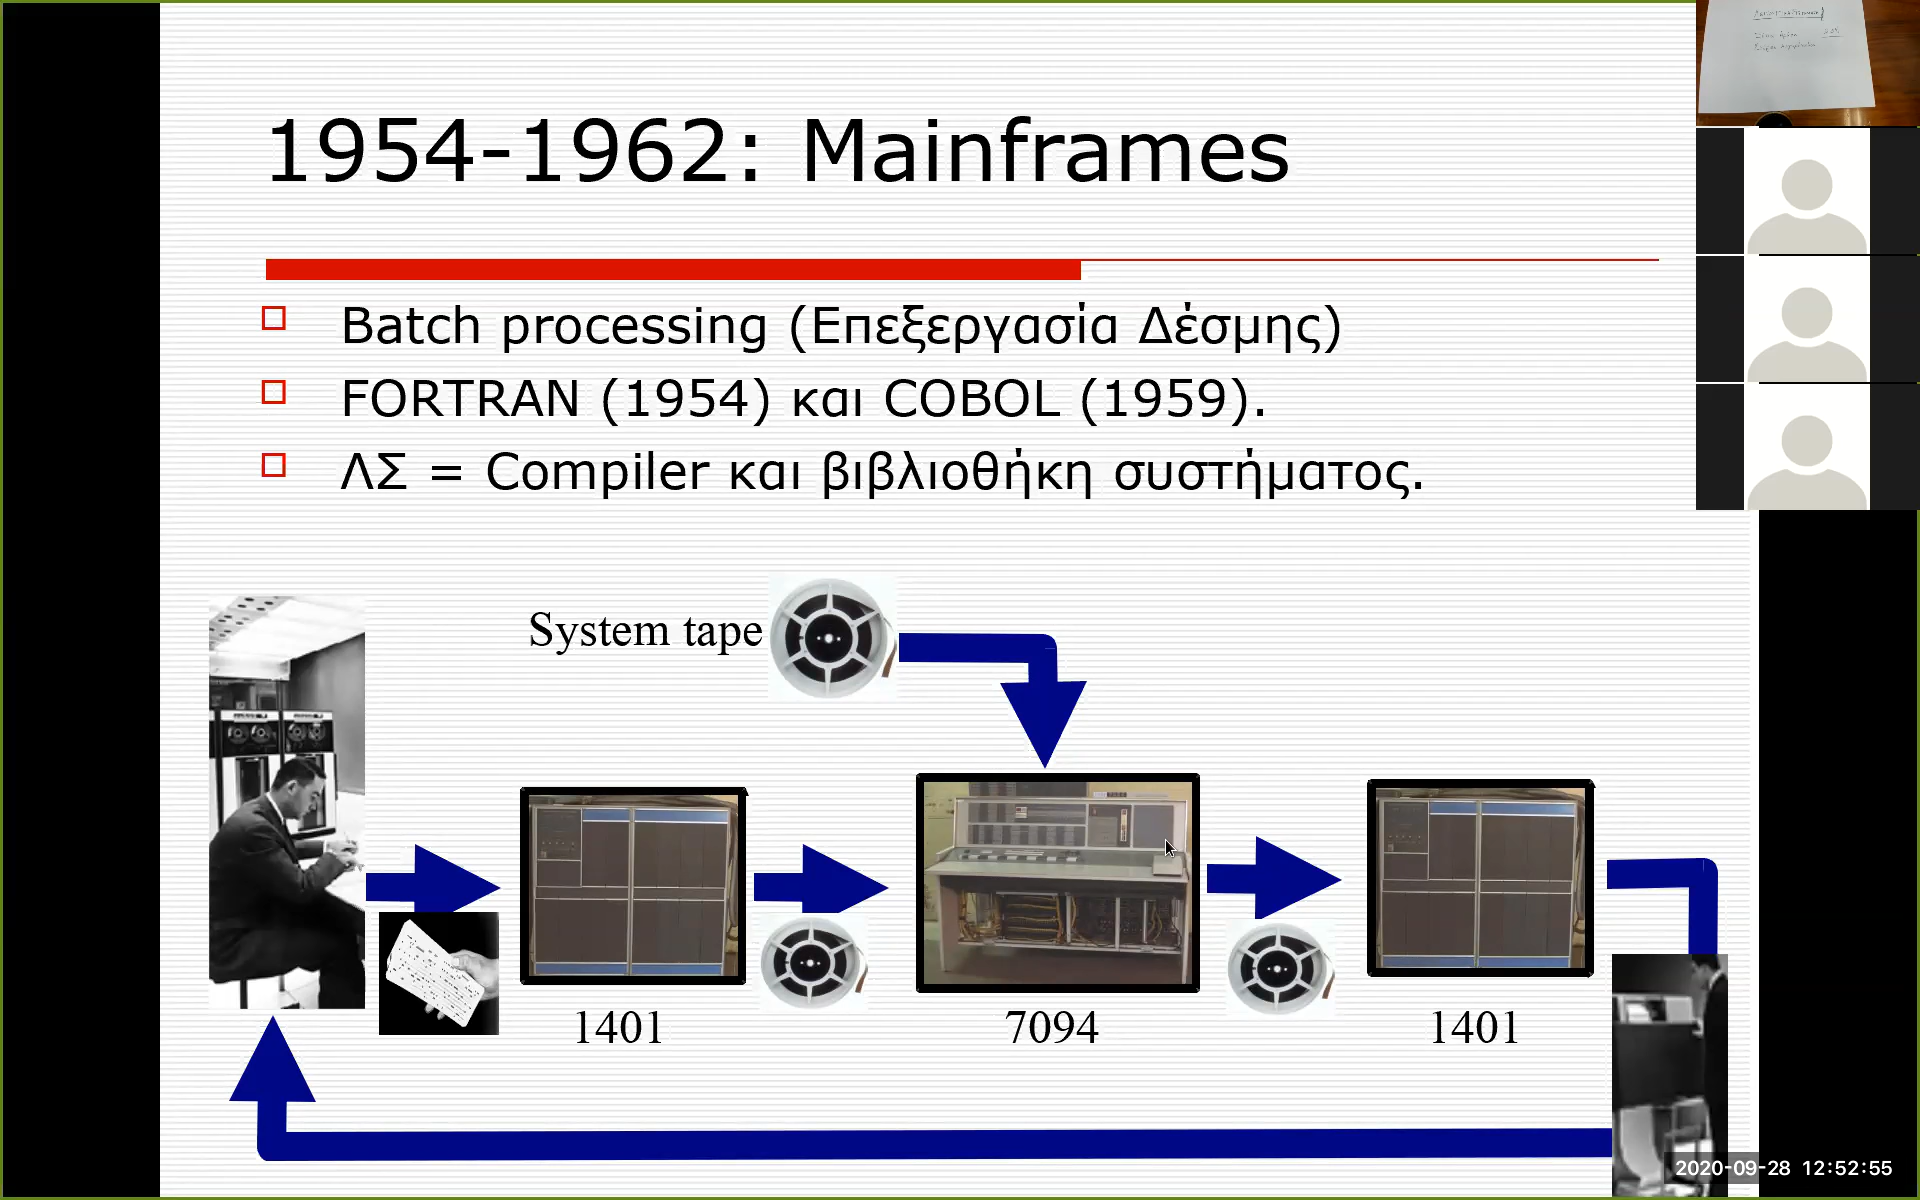 1954-1962: Mainframes
Batch processing (Επεξεργασία Δέσμης)
FORTRAN (1954) και COBOL (1959).
ΛΣ = Compiler και βιβλιοθήκη συστήματος.
System tape
1401
7094
1401
2020-09-28 12:52:55